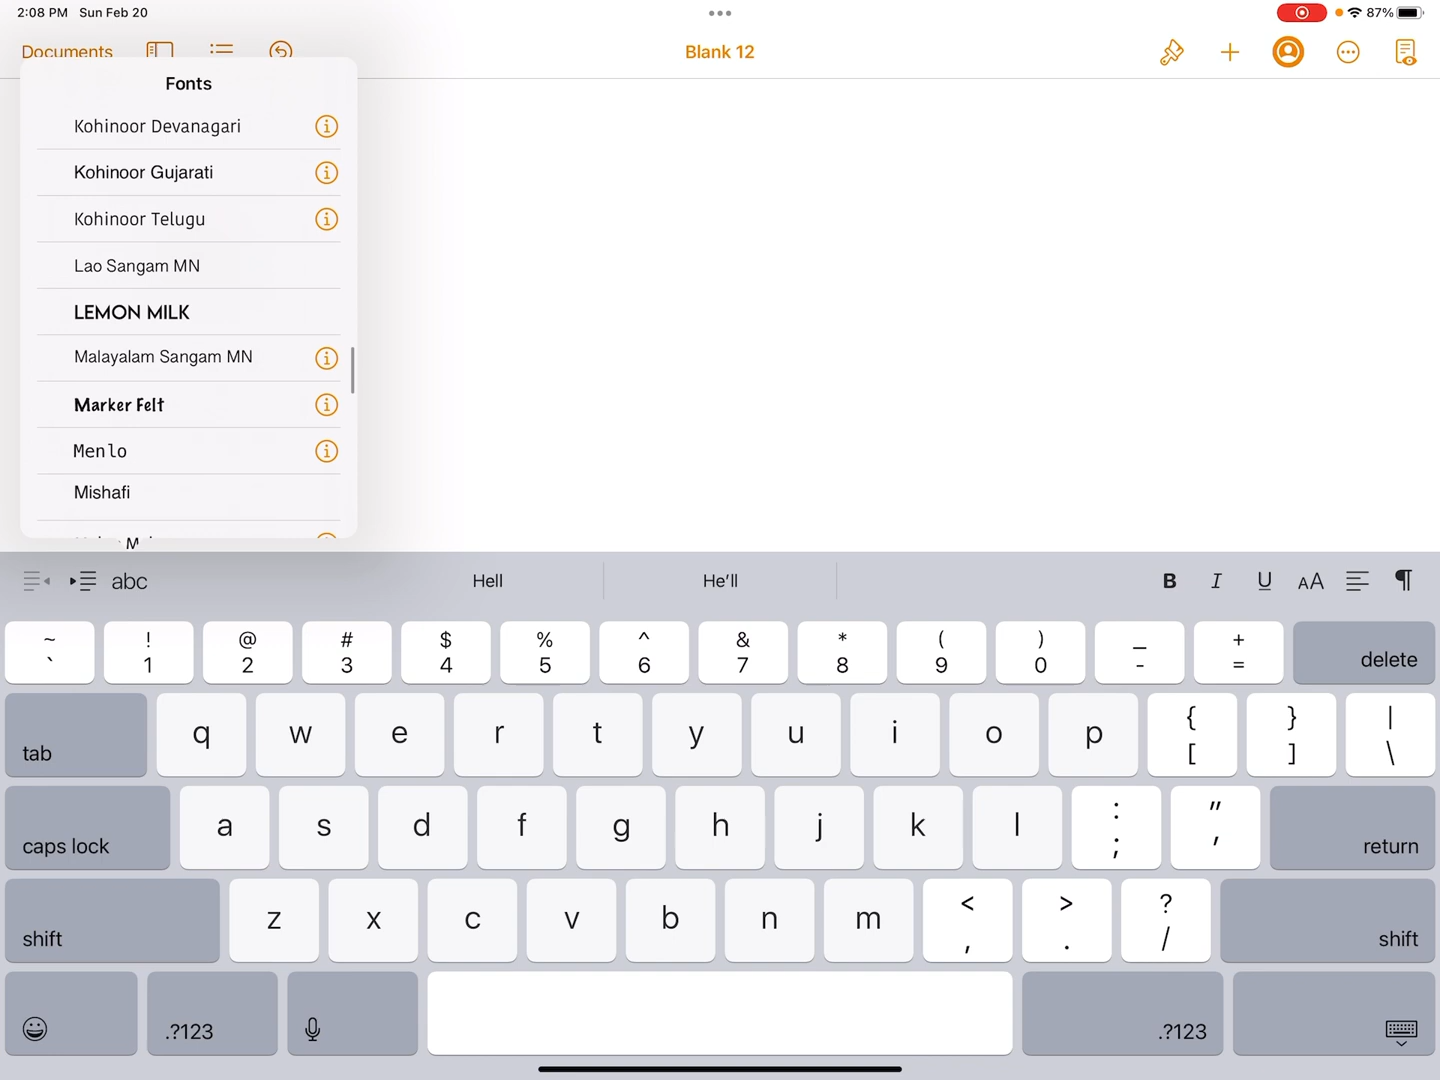 2:08 PM Sun Feb 20
87%
Documents
Blank 12
Fonts
Kohinoor Devanagari
Kohinoor Gujarati
Kohinoor Telugu
Lao Sangam MN
LEMON MILK
Malayalam Sangam MN
Marker Felt
Menlo
Mishafi
abc
Hell
He’ll
B I U AA ¶
~ ! @ # $ % ^ & * ( ) _ +
` 1 2 3 4 5 6 7 8 9 0 - = delete
tab q w e r t y u i o p { [ } ] | \
caps lock a s d f g h j k l : ; " ' return
shift z x c v b n m < , > . ? / shift
.?123 .?123